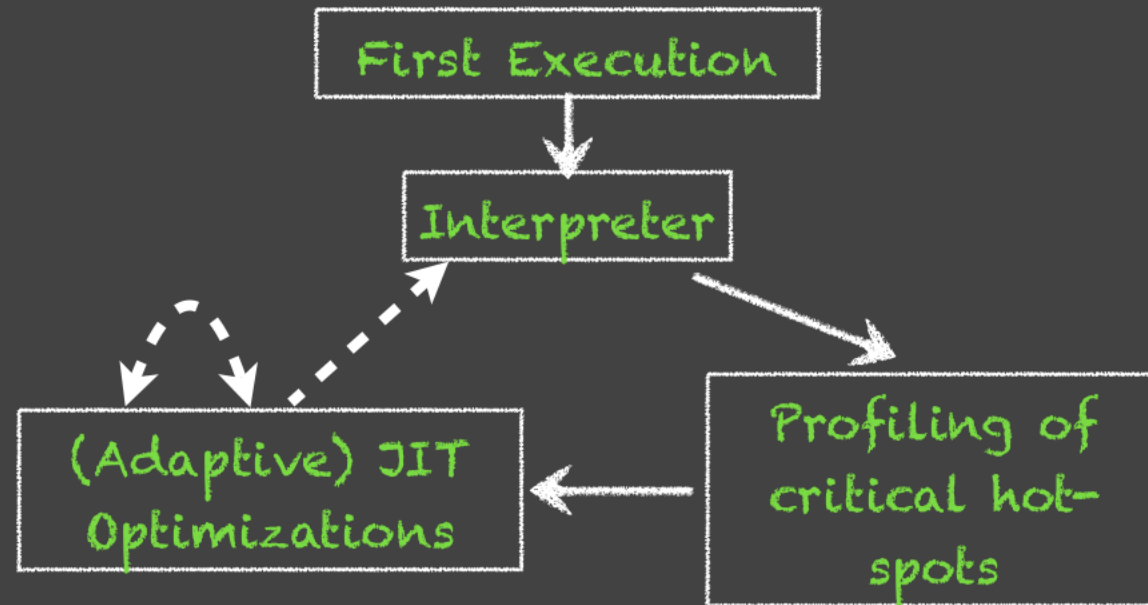 First Execution
Interpreter
(Adaptive) JIT
Optimizations
Profiling of
critical hot-
spots